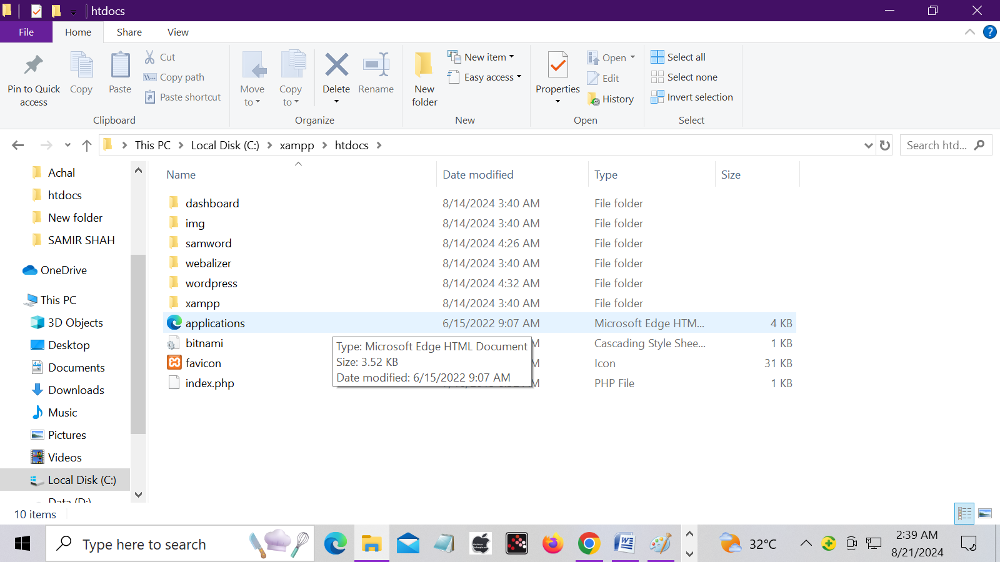 htdocs
File Home Share View
Pin to Quick access
Copy
Paste
Cut
Copy path
Paste shortcut
Clipboard
Move to
Copy to
Delete
Rename
Organize
New folder
New item
Easy access
New
Properties
Open
Edit
History
Open
Select all
Select none
Invert selection
Select
This PC > Local Disk (C:) > xampp > htdocs >
Search htd...
Achal
htdocs
New folder
SAMIR SHAH
OneDrive
This PC
3D Objects
Desktop
Documents
Downloads
Music
Pictures
Videos
Local Disk (C:)
Name Date modified Type Size
dashboard 8/14/2024 3:40 AM File folder
img 8/14/2024 3:40 AM File folder
samword 8/14/2024 4:26 AM File folder
webalizer 8/14/2024 3:40 AM File folder
wordpress 8/14/2024 4:32 AM File folder
xampp 8/14/2024 3:40 AM File folder
applications 6/15/2022 9:07 AM Microsoft Edge HTM... 4 KB
bitnami Cascading Style Shee... 1 KB
favicon Icon 31 KB
index.php PHP File 1 KB
Type: Microsoft Edge HTML Document
Size: 3.52 KB
Date modified: 6/15/2022 9:07 AM
10 items
Type here to search
32°C
2:39 AM
8/21/2024